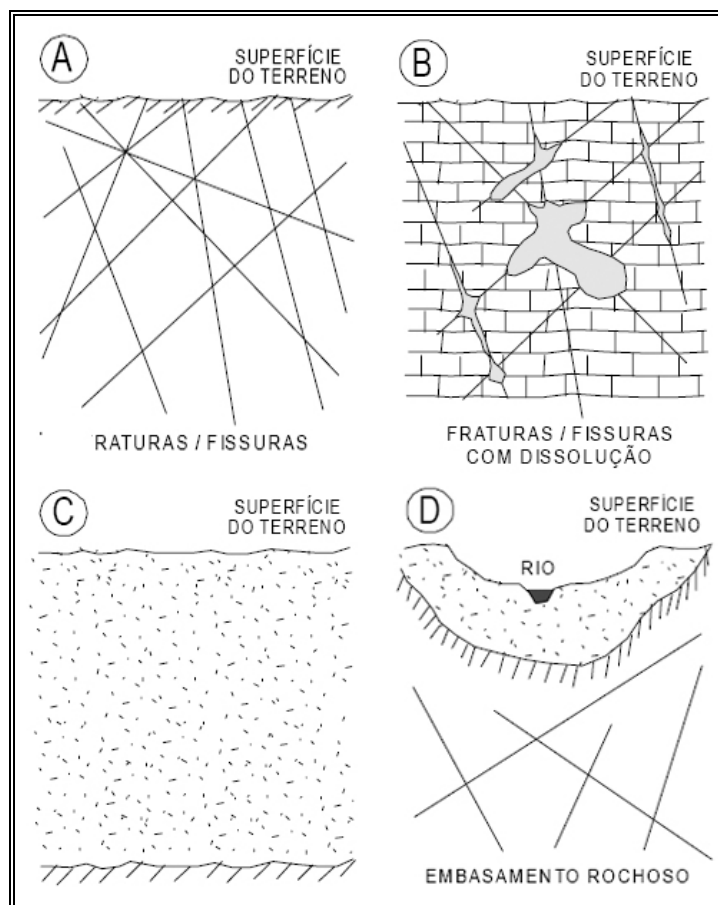 A
SUPERFÍCIE
DO TERRENO
RATURAS / FISSURAS
B
SUPERFÍCIE
DO TERRENO
FRATURAS / FISSURAS
COM DISSOLUÇÃO
C
SUPERFÍCIE
DO TERRENO
D
SUPERFÍCIE
DO TERRENO
RIO
EMBASAMENTO ROCHOSO